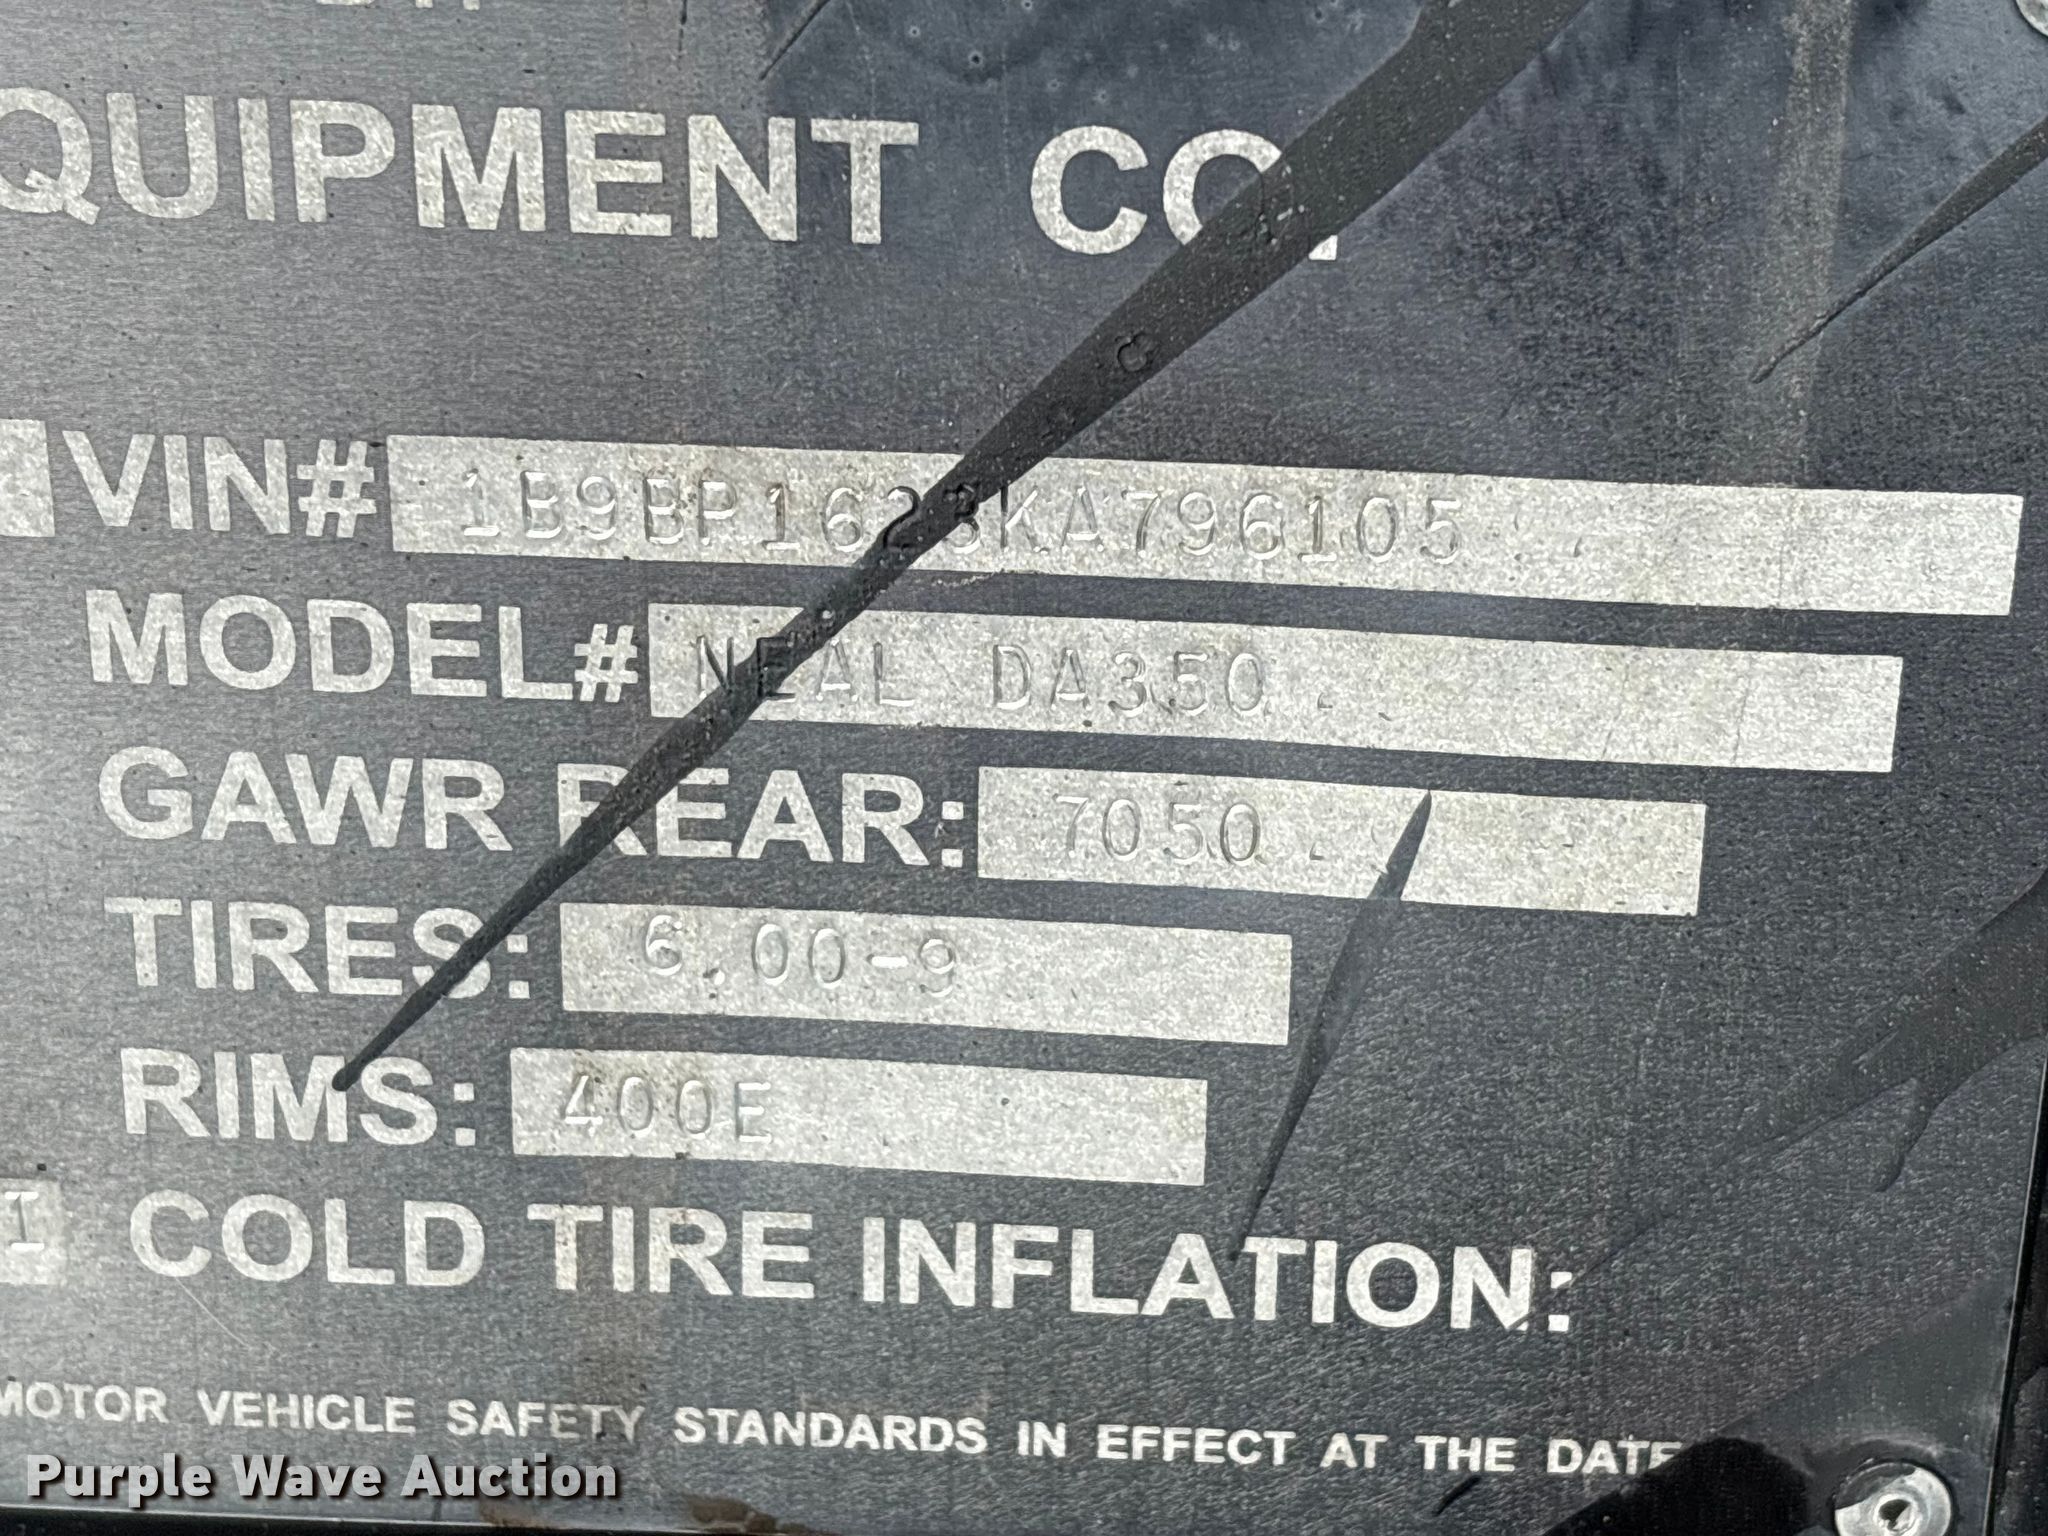 QUIPMENT CO.
VIN# 1B9BP1623KA796105
MODEL# NEAL DA350
GAWR REAR: 7050
TIRES: 6.00-9
RIMS: 400E
I COLD TIRE INFLATION:
MOTOR VEHICLE SAFETY STANDARDS IN EFFECT AT THE DATE
Purple Wave Auction